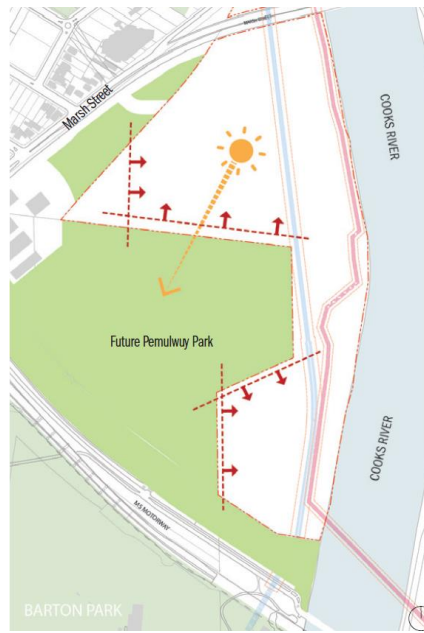 Marsh Street
COOKS RIVER
Future Pemulwuy Park
COOKS RIVER
M5 MOTORWAY
BARTON PARK